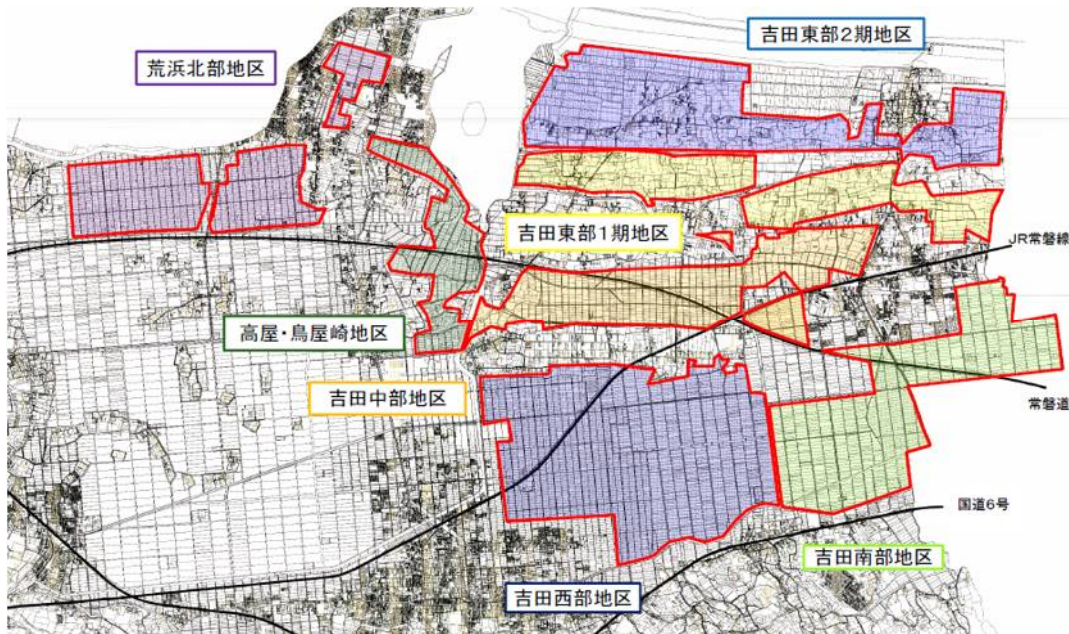 吉田東部2期地区
荒浜北部地区
吉田東部1期地区
JR常磐線
高屋・鳥屋崎地区
吉田中部地区
常磐道
国道6号
吉田南部地区
吉田西部地区